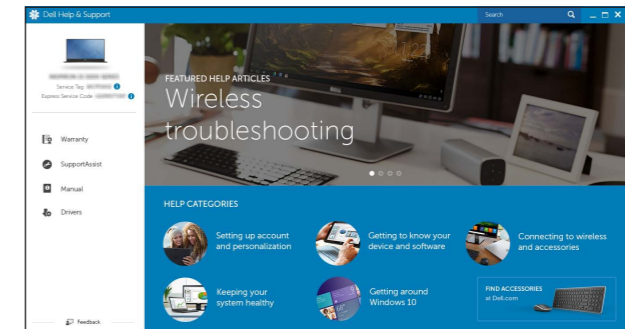 Dell Help & Support
Search
Service Tag:
Express Service Code:
Warranty
SupportAssist
Manual
Drivers
Feedback
FEATURED HELP ARTICLES
Wireless
troubleshooting
HELP CATEGORIES
Setting up account
and personalization
Getting to know your
device and software
Connecting to wireless
and accessories
Keeping your
system healthy
Getting around
Windows 10
FIND ACCESSORIES
at Dell.com